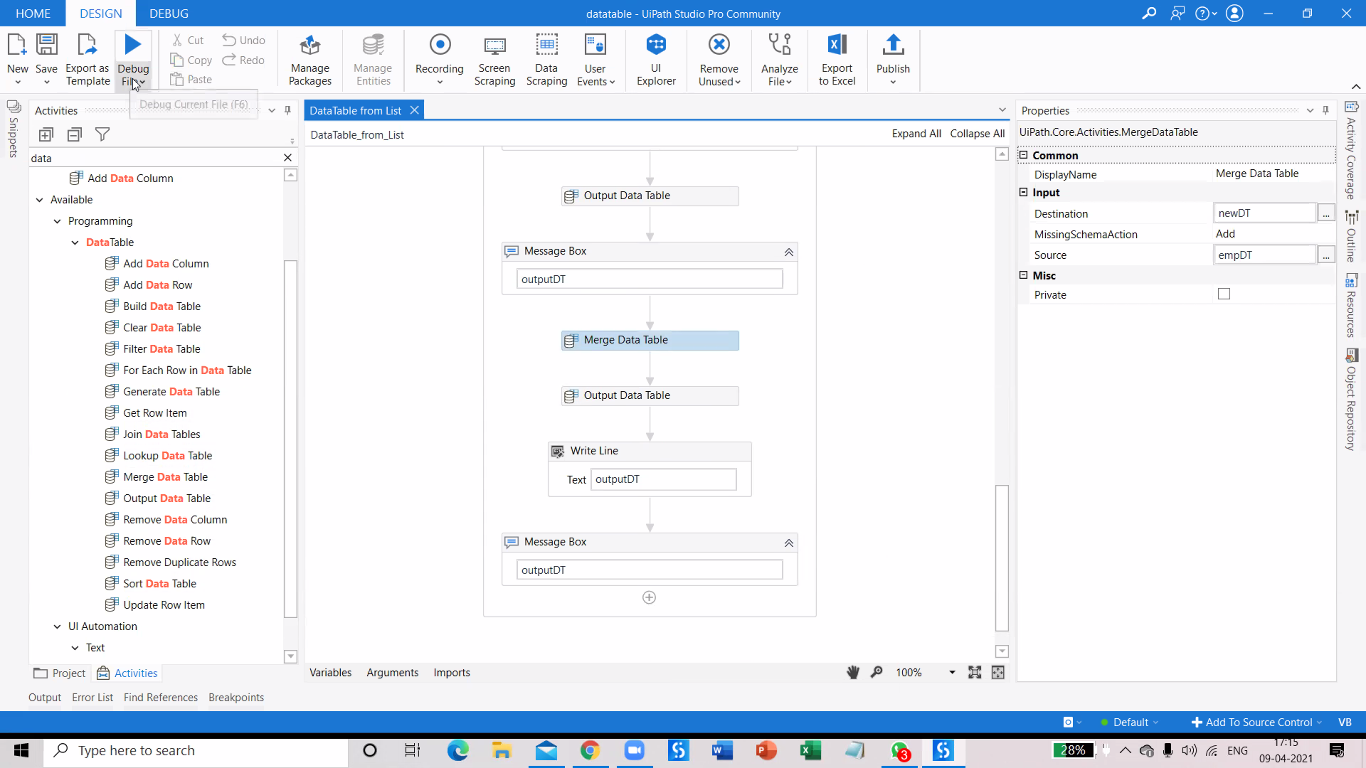 HOME DESIGN DEBUG datatable - UiPath Studio Pro Community
New Save Export as Template Debug File Cut Copy Paste Undo Redo Manage Packages Manage Entities Recording Screen Scraping Data Scraping User Events UI Explorer Remove Unused Analyze File Export to Excel Publish
Debug Current File (F6)
Snippets
Activities
data
Add Data Column
Available
Programming
DataTable
Add Data Column
Add Data Row
Build Data Table
Clear Data Table
Filter Data Table
For Each Row in Data Table
Generate Data Table
Get Row Item
Join Data Tables
Lookup Data Table
Merge Data Table
Output Data Table
Remove Data Column
Remove Data Row
Remove Duplicate Rows
Sort Data Table
Update Row Item
UI Automation
Text
Project Activities
DataTable from List
DataTable_from_List Expand All Collapse All
Output Data Table
Message Box
outputDT
Merge Data Table
Output Data Table
Write Line
Text outputDT
Message Box
outputDT
Variables Arguments Imports 100%
Properties
UiPath.Core.Activities.MergeDataTable
Common
DisplayName Merge Data Table
Input
Destination newDT ...
MissingSchemaAction Add
Source empDT ...
Misc
Private
Activity Coverage
Outline
Resources
Object Repository
Output Error List Find References Breakpoints
Default Add To Source Control VB
Type here to search 3 28% ENG 17:15
09-04-2021